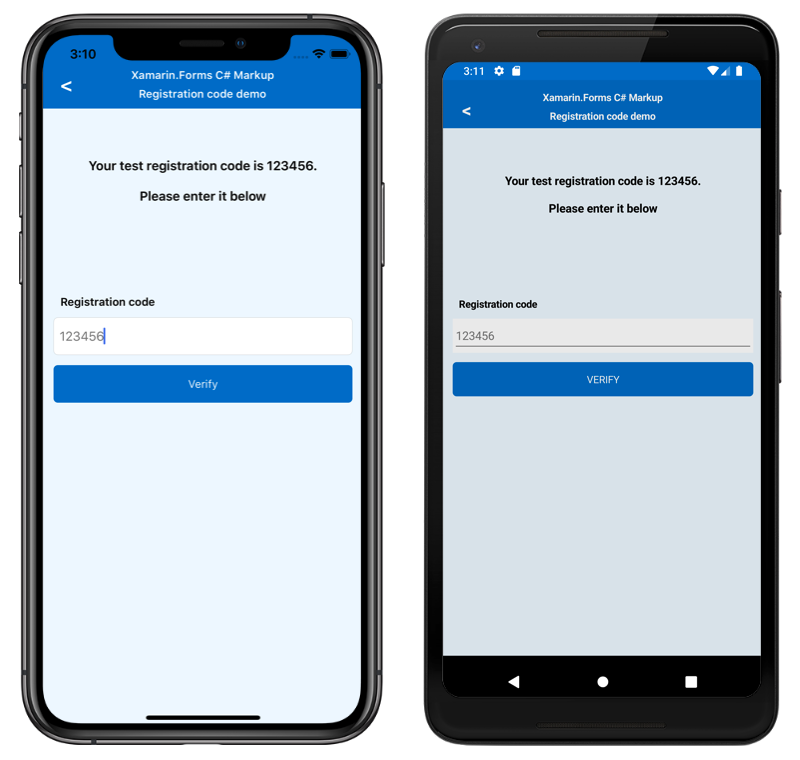 3:10
Xamarin.Forms C# Markup
<
Registration code demo
Your test registration code is 123456.
Please enter it below
Registration code
123456
Verify
3:11
Xamarin.Forms C# Markup
<
Registration code demo
Your test registration code is 123456.
Please enter it below
Registration code
123456
VERIFY